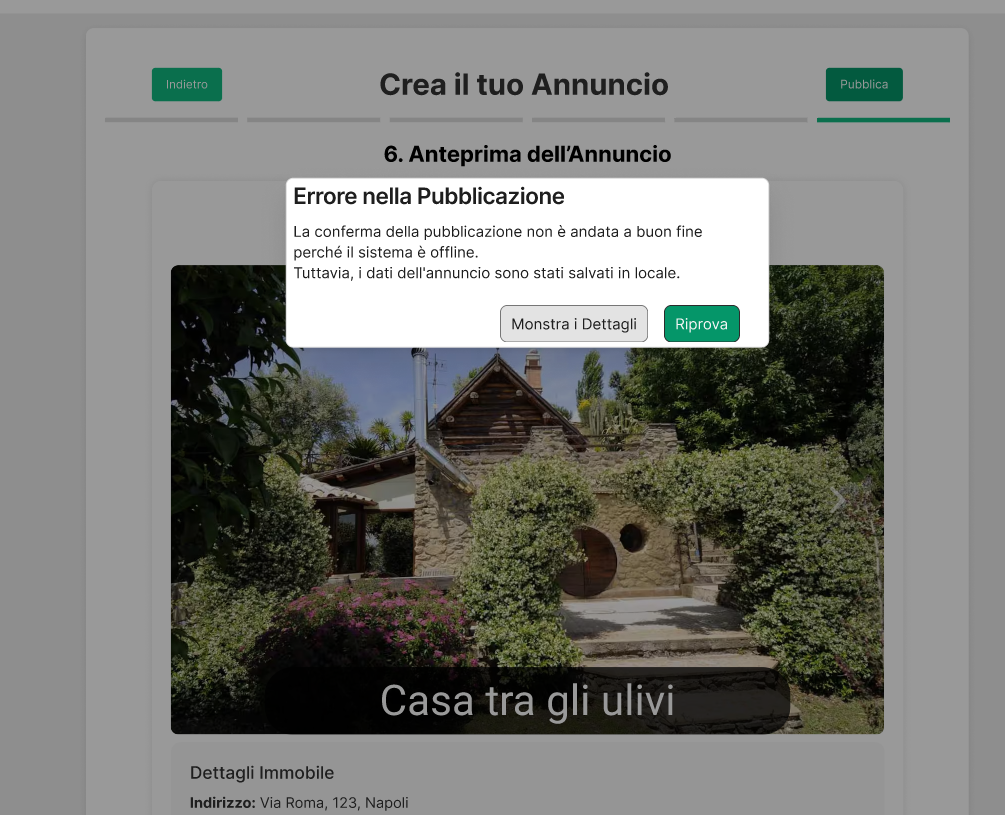 Indietro
Crea il tuo Annuncio
Pubblica
6. Anteprima dell'Annuncio
Errore nella Pubblicazione
La conferma della pubblicazione non è andata a buon fine
perché il sistema è offline.
Tuttavia, i dati dell'annuncio sono stati salvati in locale.
Monstra i Dettagli
Riprova
Casa tra gli ulivi
Dettagli Immobile
Indirizzo: Via Roma, 123, Napoli